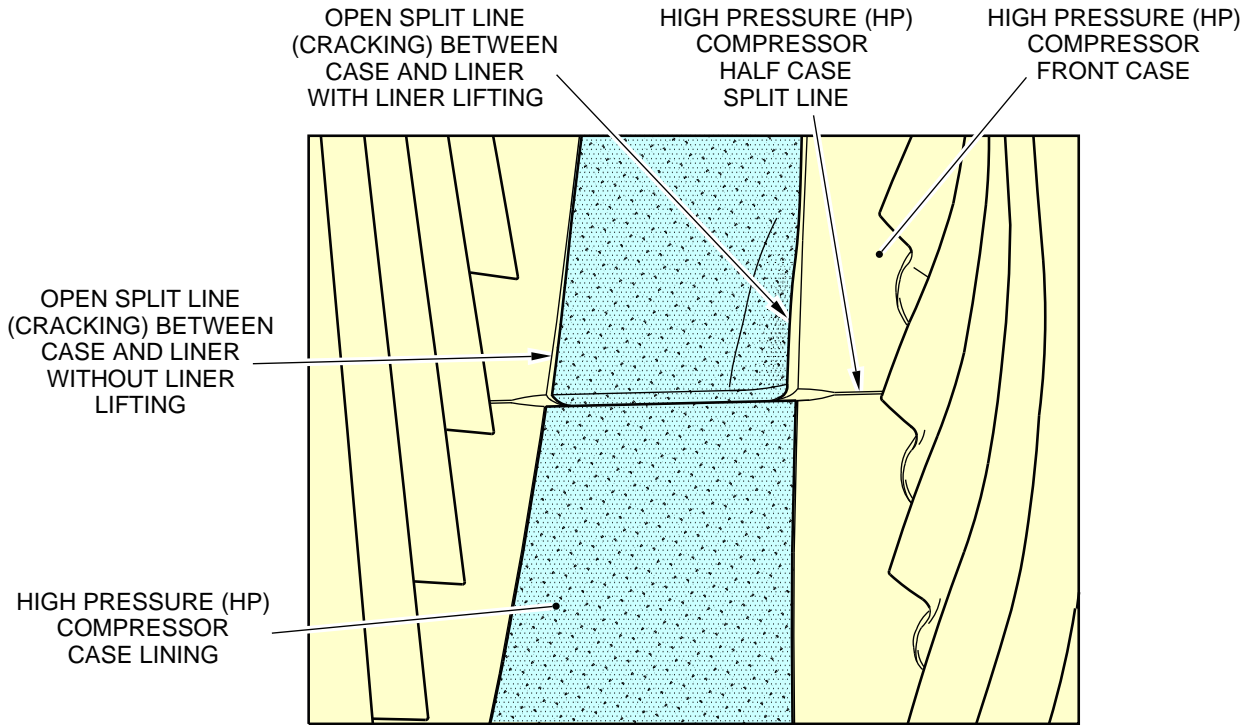 OPEN SPLIT LINE
(CRACKING) BETWEEN
CASE AND LINER
WITH LINER LIFTING
HIGH PRESSURE (HP)
COMPRESSOR
HALF CASE
SPLIT LINE
HIGH PRESSURE (HP)
COMPRESSOR
FRONT CASE
OPEN SPLIT LINE
(CRACKING) BETWEEN
CASE AND LINER
WITHOUT LINER
LIFTING
HIGH PRESSURE (HP)
COMPRESSOR
CASE LINING